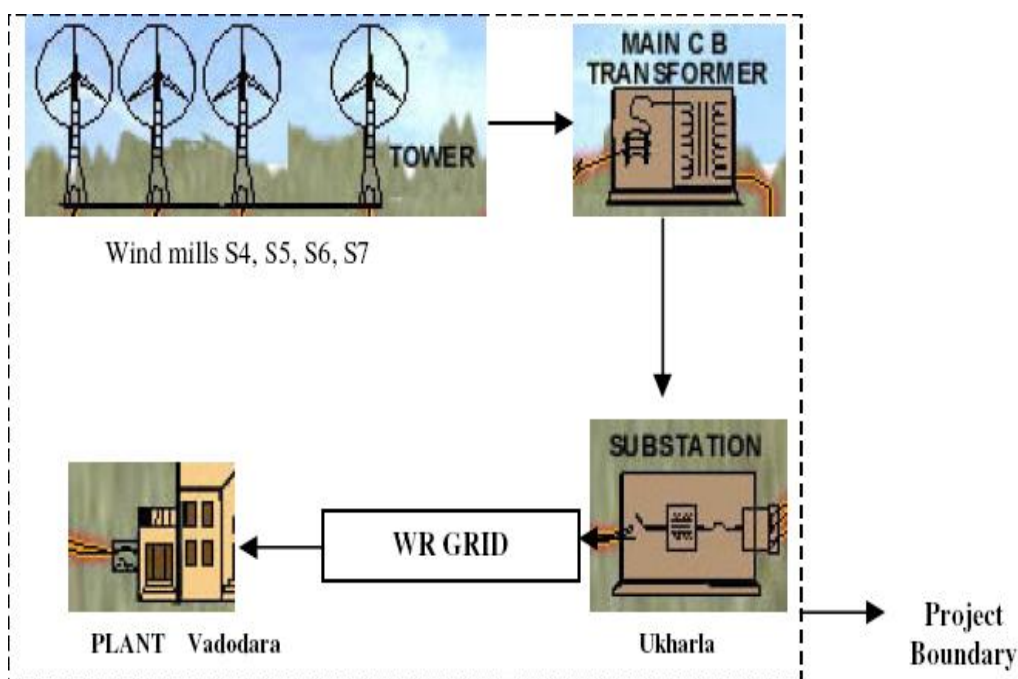 MAIN C B
TRANSFORMER
TOWER
Wind mills S4, S5, S6, S7
SUBSTATION
WR GRID
PLANT Vadodara
Ukharla
Project
Boundary